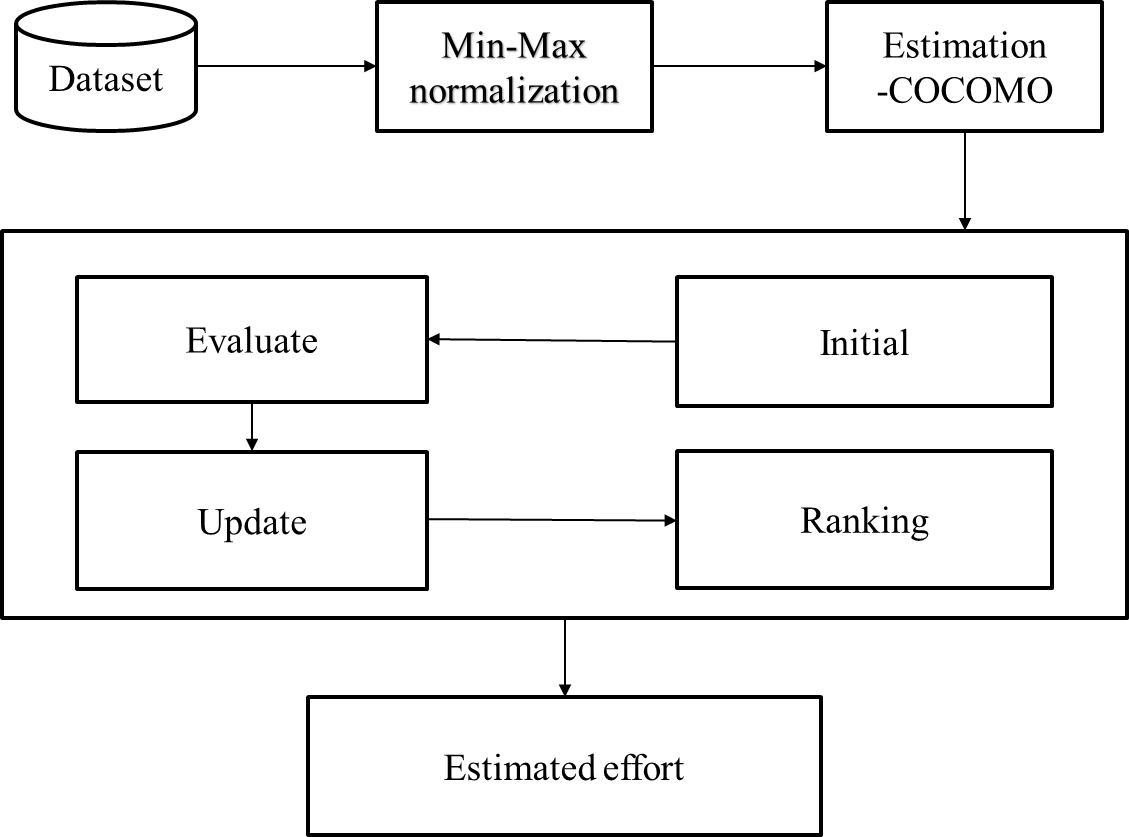 Dataset
Min-Max
normalization
Estimation
-COCOMO
Evaluate
Initial
Update
Ranking
Estimated effort